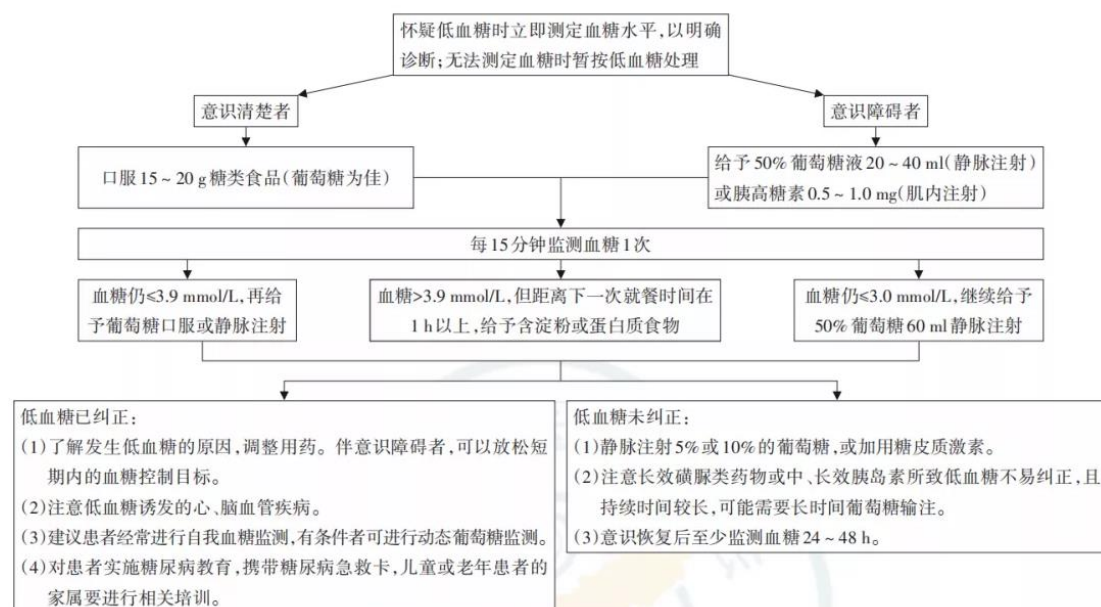 怀疑低血糖时立即测定血糖水平,以明确
诊断;无法测定血糖时暂按低血糖处理
意识清楚者
意识障碍者
口服15~20 g糖类食品(葡萄糖为佳)
给予50%葡萄糖液20~40 ml(静脉注射)
或胰高糖素0.5~1.0 mg(肌内注射)
每15分钟监测血糖1次
血糖仍≤3.9 mmol/L,再给
予葡萄糖口服或静脉注射
血糖>3.9 mmol/L,但距离下一次就餐时间在
1 h以上,给予含淀粉或蛋白质食物
血糖仍≤3.0 mmol/L,继续给予
50%葡萄糖60 ml静脉注射
低血糖已纠正:
(1)了解发生低血糖的原因,调整用药。伴意识障碍者,可以放松短
期内的血糖控制目标。
(2)注意低血糖诱发的心、脑血管疾病。
(3)建议患者经常进行自我血糖监测,有条件者可进行动态葡萄糖监测。
(4)对患者实施糖尿病教育,携带糖尿病急救卡,儿童或老年患者的
家属要进行相关培训。
低血糖未纠正:
(1)静脉注射5%或10%的葡萄糖,或加用糖皮质激素。
(2)注意长效磺脲类药物或中、长效胰岛素所致低血糖不易纠正,且
持续时间较长,可能需要长时间葡萄糖输注。
(3)意识恢复后至少监测血糖24~48 h。